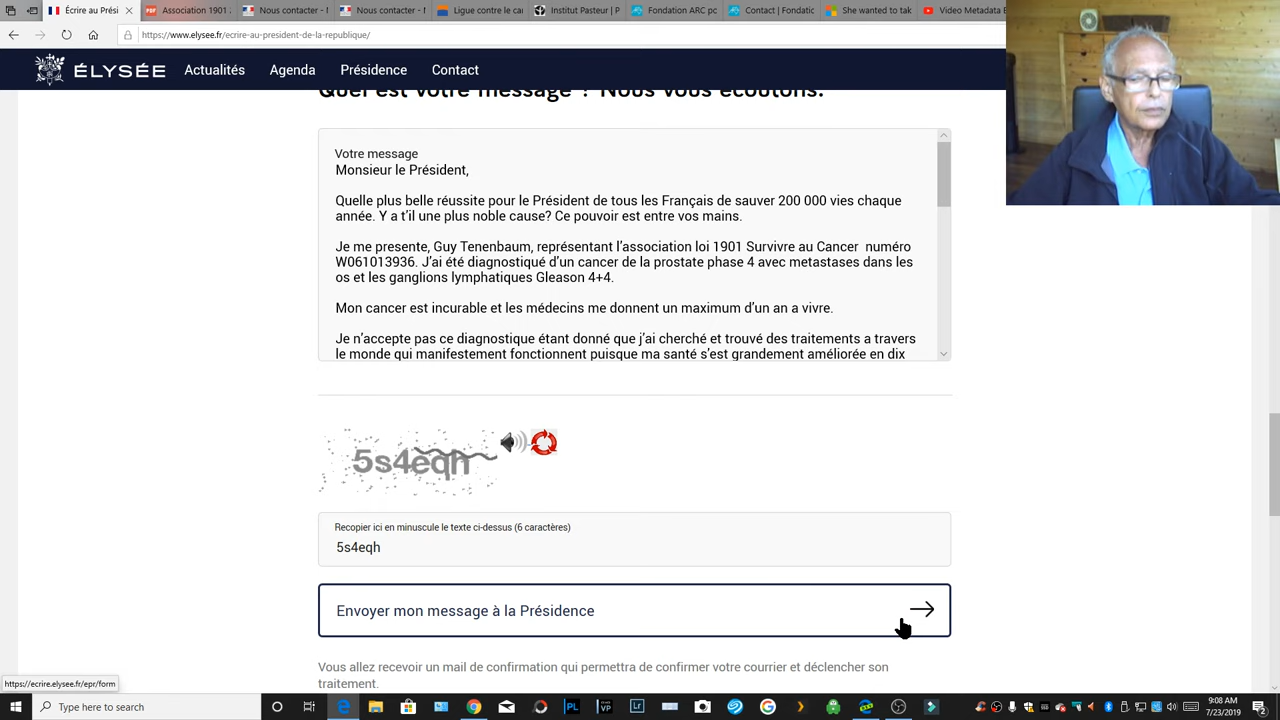 Écrire au Prési
Association 1901
Nous contacter - M
Nous contacter - M
Ligue contre le can
Institut Pasteur | P
Fondation ARC po
Contact | Fondatic
She wanted to tak
Video Metadata E
https://www.elysee.fr/ecrire-au-president-de-la-republique/
ÉLYSÉE
Actualités
Agenda
Présidence
Contact
Quel est votre message ? Nous vous écoutons.
Votre message
Monsieur le Président,
Quelle plus belle réussite pour le Président de tous les Français de sauver 200 000 vies chaque
année. Y a t'il une plus noble cause? Ce pouvoir est entre vos mains.
Je me presente, Guy Tenenbaum, représentant l'association loi 1901 Survivre au Cancer numéro
W061013936. J'ai été diagnostiqué d'un cancer de la prostate phase 4 avec metastases dans les
os et les ganglions lymphatiques Gleason 4+4.
Mon cancer est incurable et les médecins me donnent un maximum d'un an a vivre.
Je n'accepte pas ce diagnostique étant donné que j'ai cherché et trouvé des traitements a travers
le monde qui manifestement fonctionnent puisque ma santé s'est grandement améliorée en dix
5s4eqh
Recopier ici en minuscule le texte ci-dessus (6 caractères)
5s4eqh
Envoyer mon message à la Présidence
Vous allez recevoir un mail de confirmation qui permettra de confirmer votre courrier et déclencher son
traitement.
https://ecrire.elysee.fr/epr/form
Type here to search
9:08 AM
7/23/2019